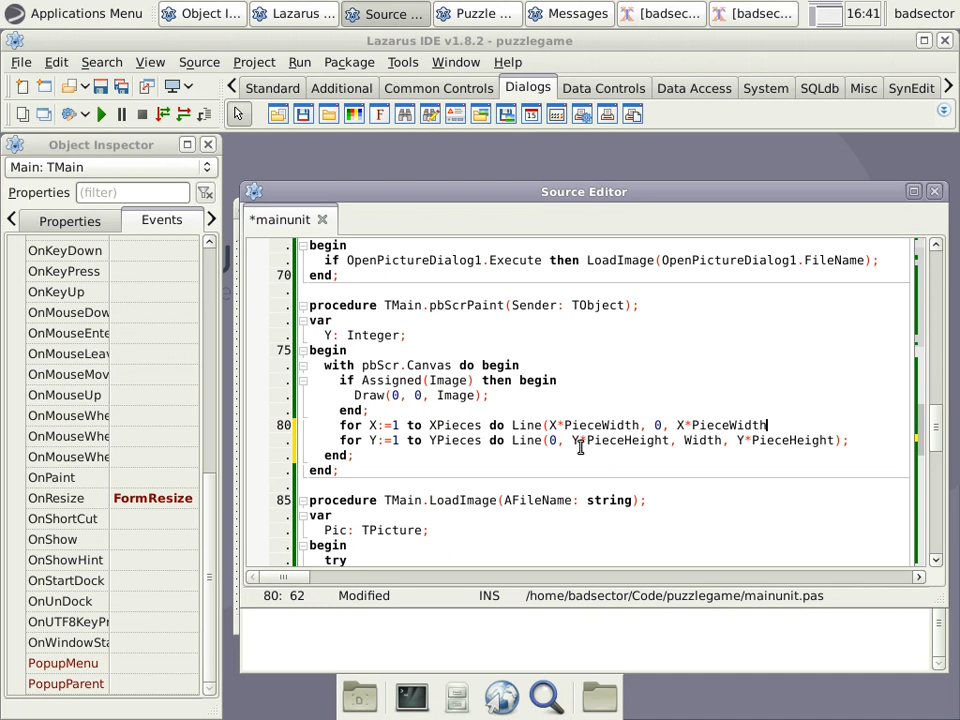 Applications Menu
Object I...
Lazarus ...
Source ...
Puzzle ...
Messages
[badsec...
[badsec...
16:41
badsector
Lazarus IDE v1.8.2 - puzzlegame
File Edit Search View Source Project Run Package Tools Window Help
Standard Additional Common Controls Dialogs Data Controls Data Access System SQLdb Misc SynEdit
Object Inspector
Main: TMain
Properties (filter)
Properties Events
OnKeyDown
OnKeyPress
OnKeyUp
OnMouseDow
OnMouseEnte
OnMouseLeav
OnMouseMov
OnMouseUp
OnMouseWhe
OnMouseWhe
OnMouseWhe
OnPaint
OnResize FormResize
OnShortCut
OnShow
OnShowHint
OnStartDock
OnUnDock
OnUTF8KeyPr
OnWindowSta
PopupMenu
PopupParent
Source Editor
*mainunit
begin
if OpenPictureDialog1.Execute then LoadImage(OpenPictureDialog1.FileName);
70 end;
procedure TMain.pbScrPaint(Sender: TObject);
var
Y: Integer;
75 begin
with pbScr.Canvas do begin
if Assigned(Image) then begin
Draw(0, 0, Image);
end;
80 for X:=1 to XPieces do Line(X*PieceWidth, 0, X*PieceWidth
for Y:=1 to YPieces do Line(0, Y*PieceHeight, Width, Y*PieceHeight);
end;
end;
85 procedure TMain.LoadImage(AFileName: string);
var
Pic: TPicture;
begin
try
80: 62 Modified INS /home/badsector/Code/puzzlegame/mainunit.pas